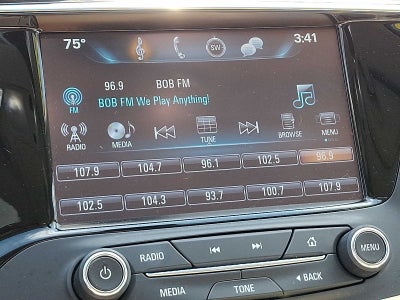 75° SW 3:41
96.9 BOB FM
FM BOB FM We Play Anything!
RADIO MEDIA TUNE BROWSE MENU
107.9 104.7 96.1 102.5 98.9
102.5 104.3 93.7 100.7 107.9
RADIO MENU
MEDIA TONE BACK